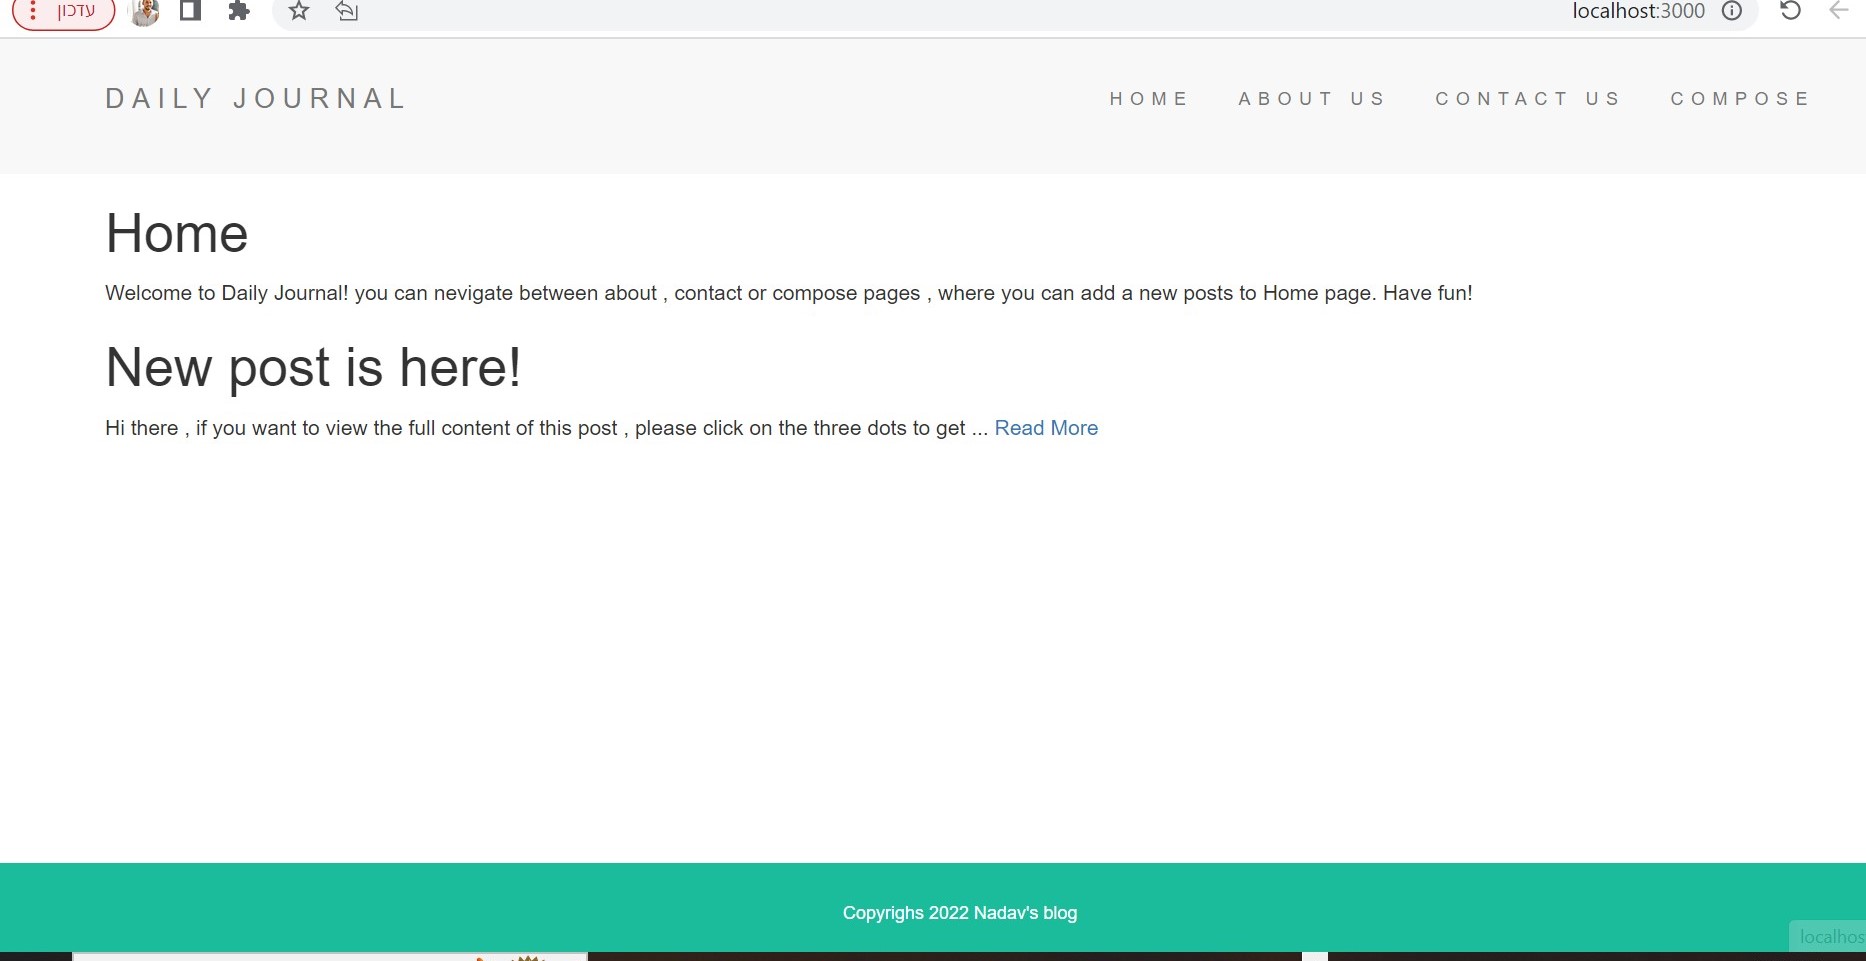 עדכון
localhost:3000
DAILY JOURNAL
HOME ABOUT US CONTACT US COMPOSE
Home
Welcome to Daily Journal! you can nevigate between about , contact or compose pages , where you can add a new posts to Home page. Have fun!
New post is here!
Hi there , if you want to view the full content of this post , please click on the three dots to get ... Read More
Copyrighs 2022 Nadav's blog
localhos